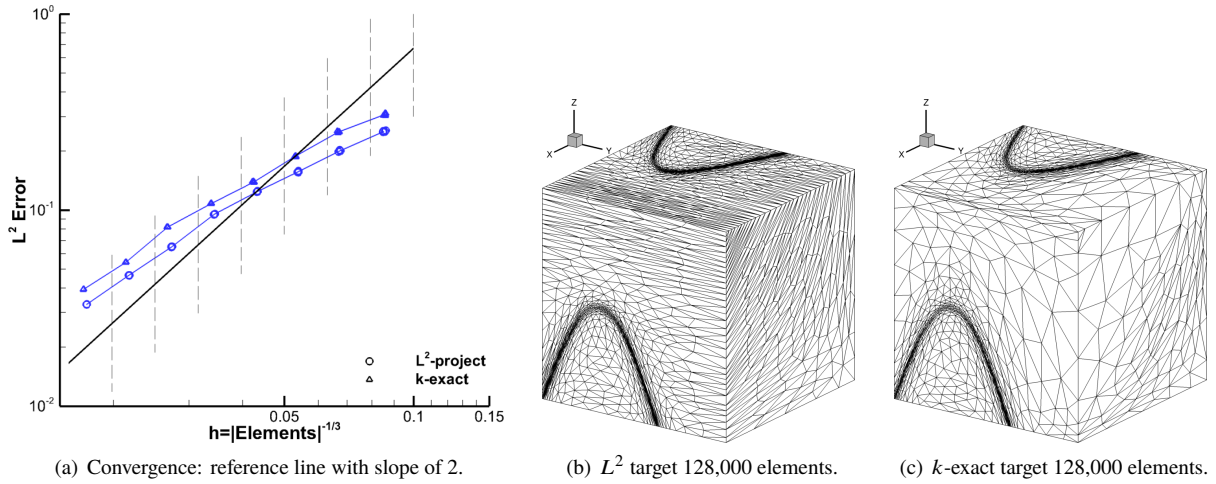 10⁰
10⁻¹
10⁻²
L² Error
L²-project
k-exact
0.05
0.1
0.15
h=|Elements|⁻¹/³
Z
X
Y
Z
X
Y
(a) Convergence: reference line with slope of 2.
(b) L² target 128,000 elements.
(c) k-exact target 128,000 elements.